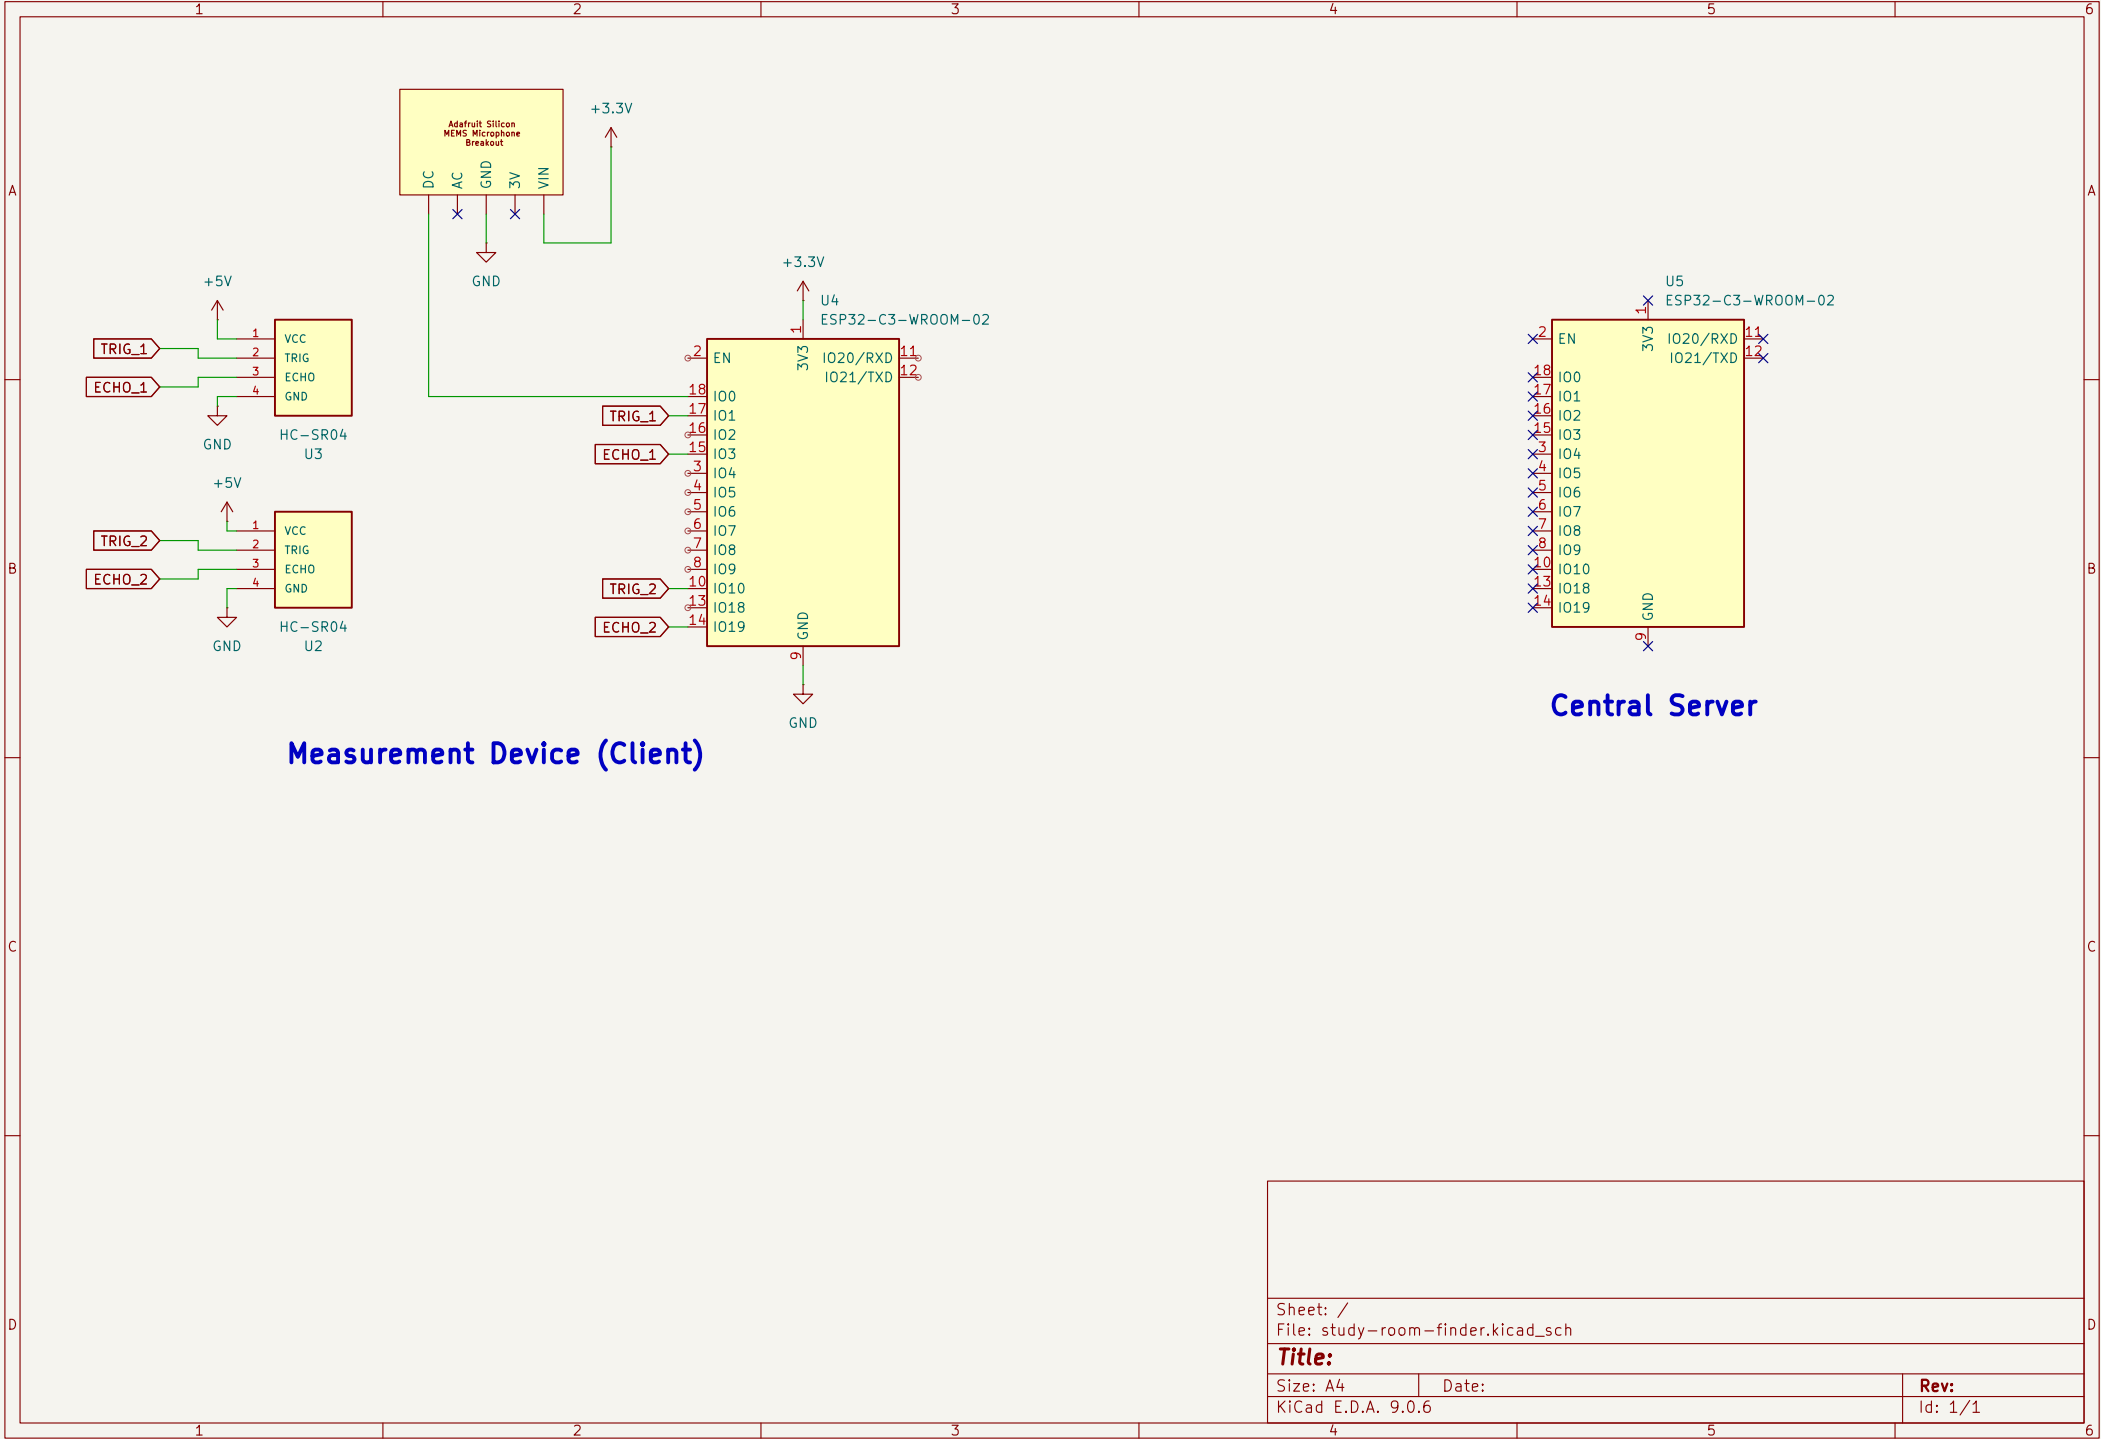 1 2 3 4 5 6
A
B
C
D
A
B
C
D
Adafruit Silicon
MEMS Microphone
Breakout
DC
AC
GND
3V
VIN
+3.3V
GND
+5V
TRIG_1
ECHO_1
1 VCC
2 TRIG
3 ECHO
4 GND
GND
HC-SR04
U3
+5V
TRIG_2
ECHO_2
1 VCC
2 TRIG
3 ECHO
4 GND
GND
HC-SR04
U2
+3.3V
U4
ESP32-C3-WROOM-02
1
3V3
2 EN
IO20/RXD 11
IO21/TXD 12
18 IO0
TRIG_1 17 IO1
16 IO2
ECHO_1 15 IO3
3 IO4
4 IO5
5 IO6
6 IO7
7 IO8
8 IO9
TRIG_2 10 IO10
13 IO18
ECHO_2 14 IO19
GND
9
GND
Measurement Device (Client)
U5
ESP32-C3-WROOM-02
1
3V3
2 EN
IO20/RXD 11
IO21/TXD 12
18 IO0
17 IO1
16 IO2
15 IO3
3 IO4
4 IO5
5 IO6
6 IO7
7 IO8
8 IO9
10 IO10
13 IO18
14 IO19
GND
9
Central Server
Sheet: /
File: study-room-finder.kicad_sch
Title:
Size: A4 Date: Rev:
KiCad E.D.A. 9.0.6 Id: 1/1
1 2 3 4 5 6